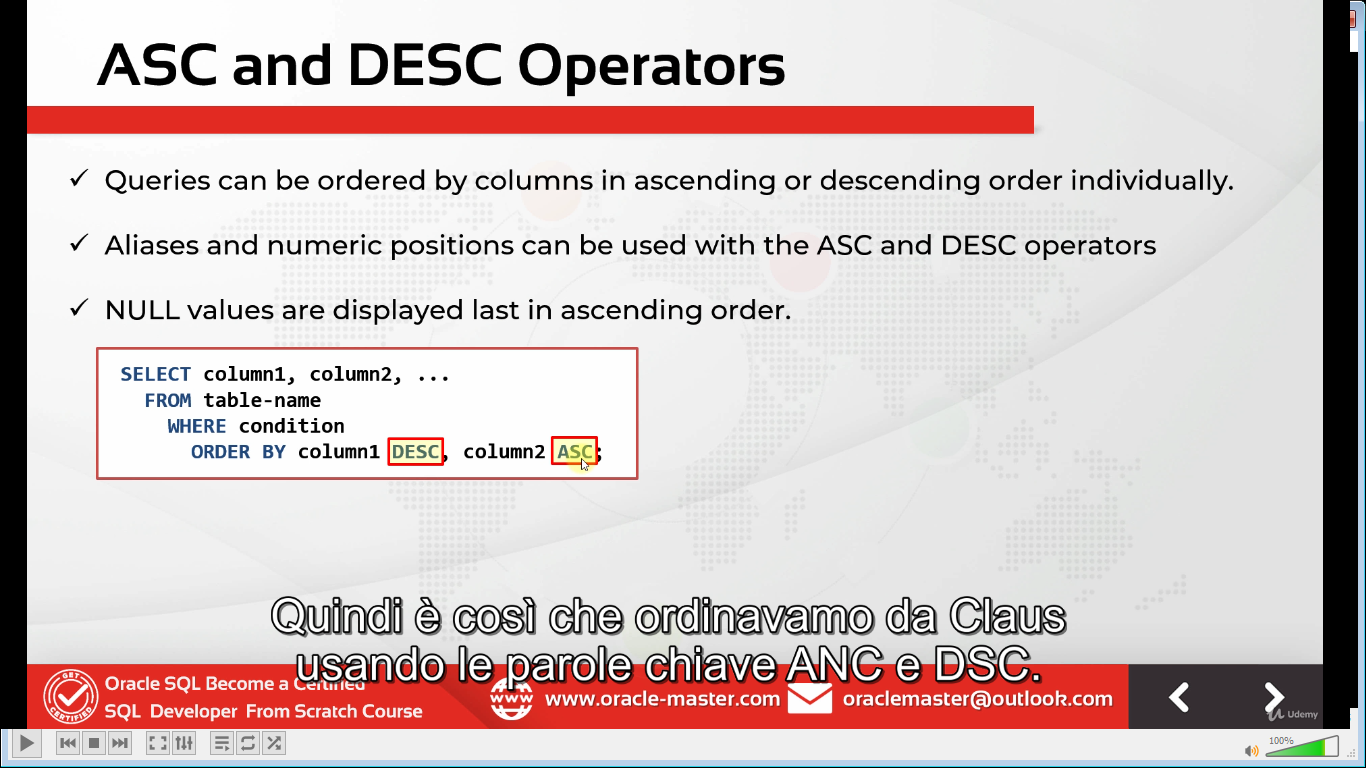 ASC and DESC Operators
✓ Queries can be ordered by columns in ascending or descending order individually.
✓ Aliases and numeric positions can be used with the ASC and DESC operators
✓ NULL values are displayed last in ascending order.
SELECT column1, column2, ...
FROM table-name
WHERE condition
ORDER BY column1 DESC, column2 ASC;
Quindi è così che ordinavamo da Claus
usando le parole chiave ANC e DSC.
GET CERTIFIED
Oracle SQL Become a Certified
SQL Developer From Scratch Course
WWW
www.oracle-master.com
oraclemaster@outlook.com
Udemy
100%